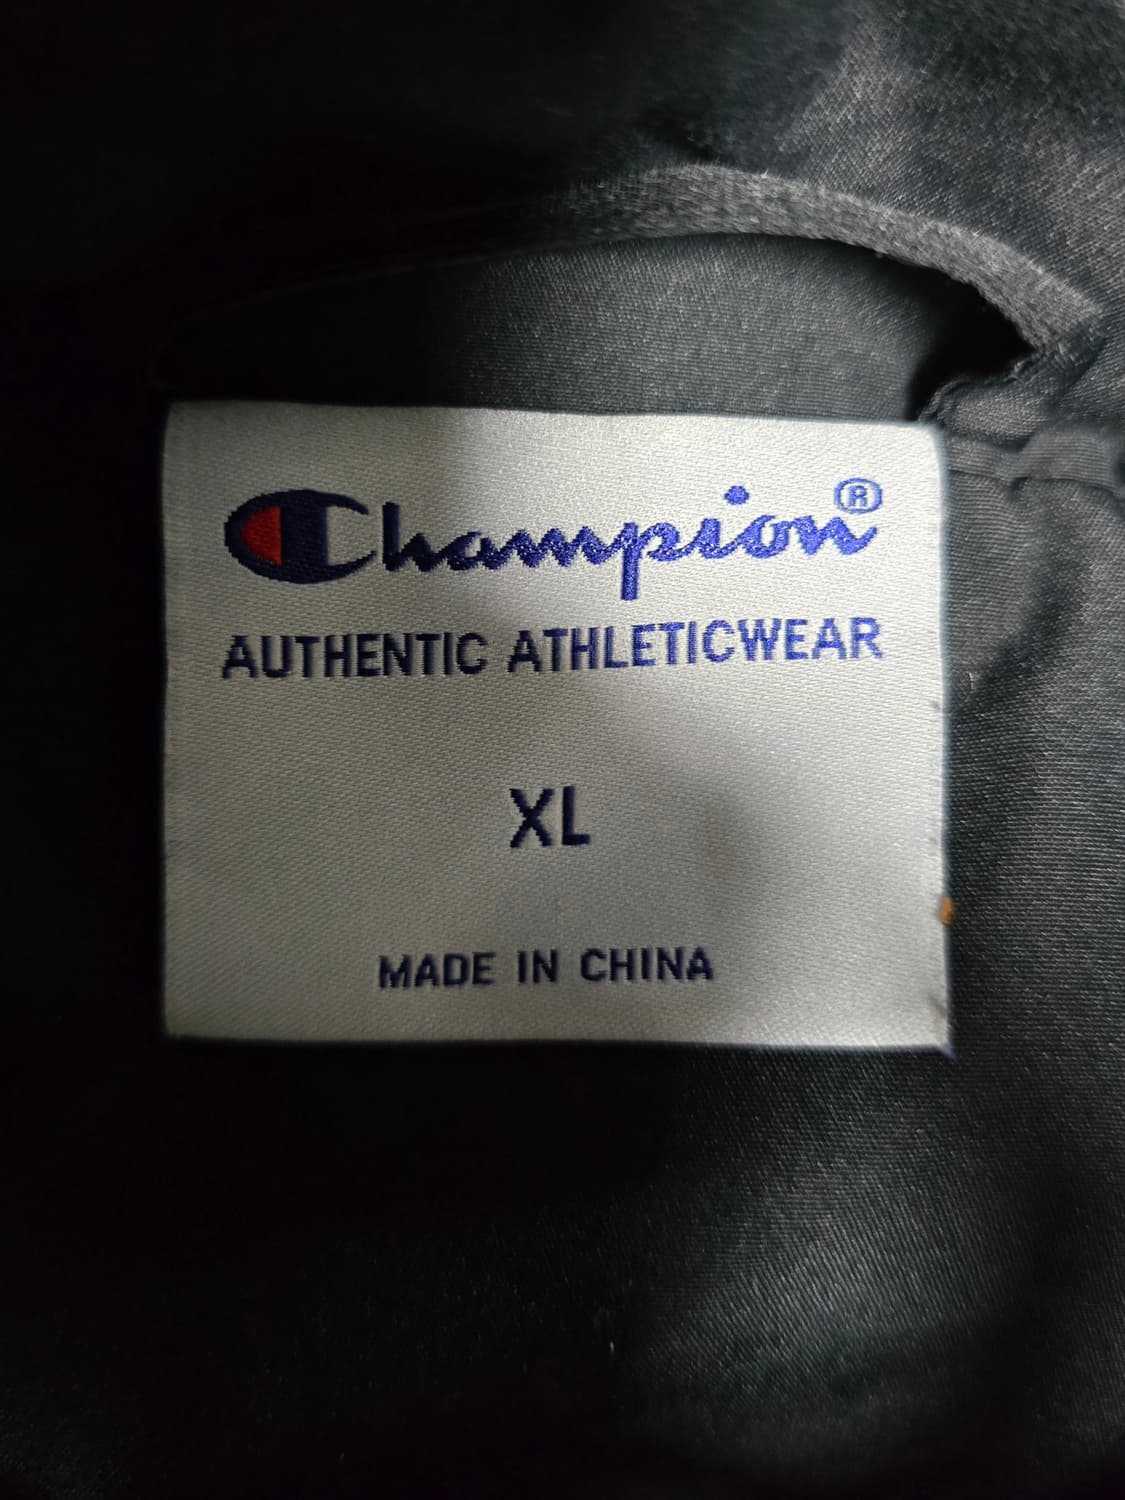 Champion®
AUTHENTIC ATHLETICWEAR
XL
MADE IN CHINA